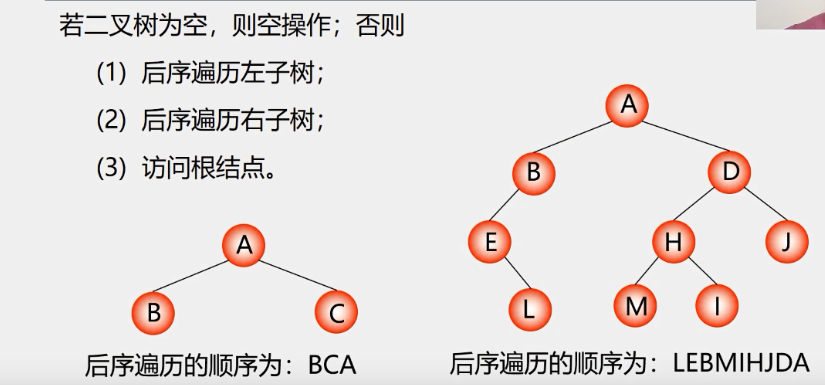 若二叉树为空，则空操作；否则
(1) 后序遍历左子树；
(2) 后序遍历右子树；
(3) 访问根结点。
A
B C
后序遍历的顺序为：BCA
A
B D
E H J
L M I
后序遍历的顺序为：LEBMIHJDA